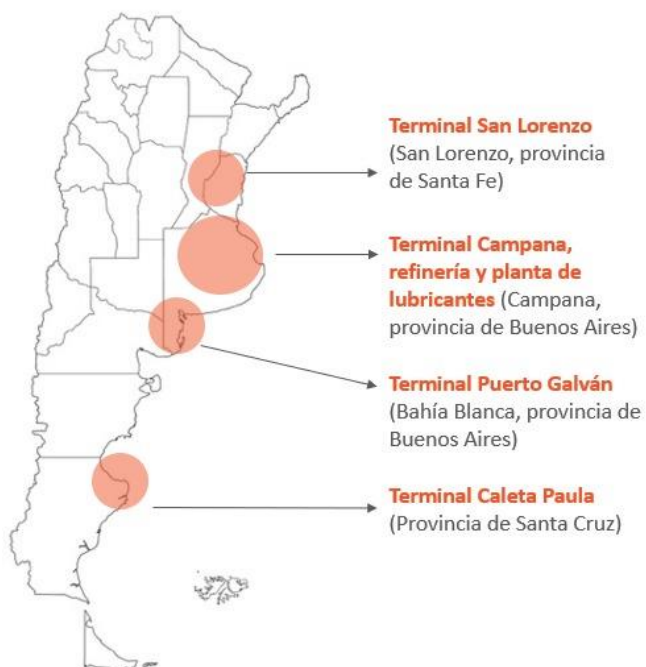 Terminal San Lorenzo
(San Lorenzo, provincia
de Santa Fe)
Terminal Campana,
refinería y planta de
lubricantes (Campana,
provincia de Buenos Aires)
Terminal Puerto Galván
(Bahía Blanca, provincia de
Buenos Aires)
Terminal Caleta Paula
(Provincia de Santa Cruz)